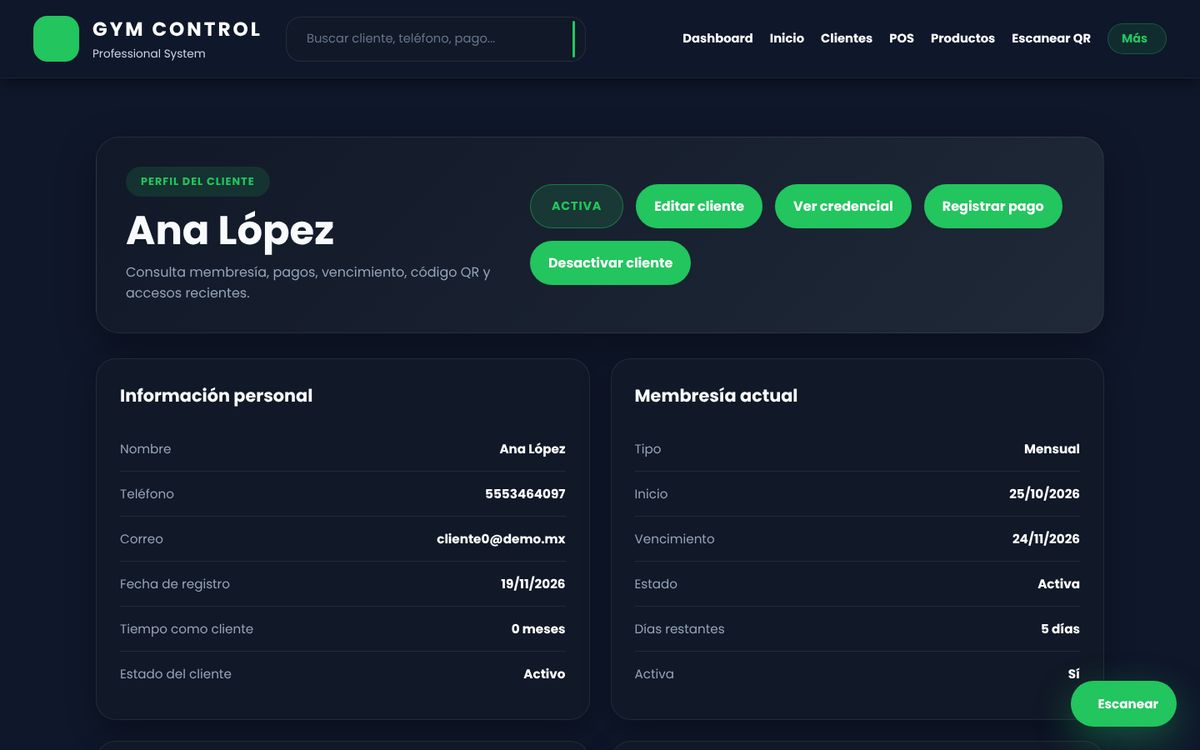 GYM CONTROL
Professional System
Buscar cliente, teléfono, pago...
Dashboard
Inicio
Clientes
POS
Productos
Escanear QR
Más
PERFIL DEL CLIENTE
Ana López
Consulta membresía, pagos, vencimiento, código QR y
accesos recientes.
ACTIVA
Editar cliente
Ver credencial
Registrar pago
Desactivar cliente
Información personal
Nombre Ana López
Teléfono 5553464097
Correo cliente0@demo.mx
Fecha de registro 19/11/2026
Tiempo como cliente 0 meses
Estado del cliente Activo
Membresía actual
Tipo Mensual
Inicio 25/10/2026
Vencimiento 24/11/2026
Estado Activa
Días restantes 5 días
Activa Sí
Escanear